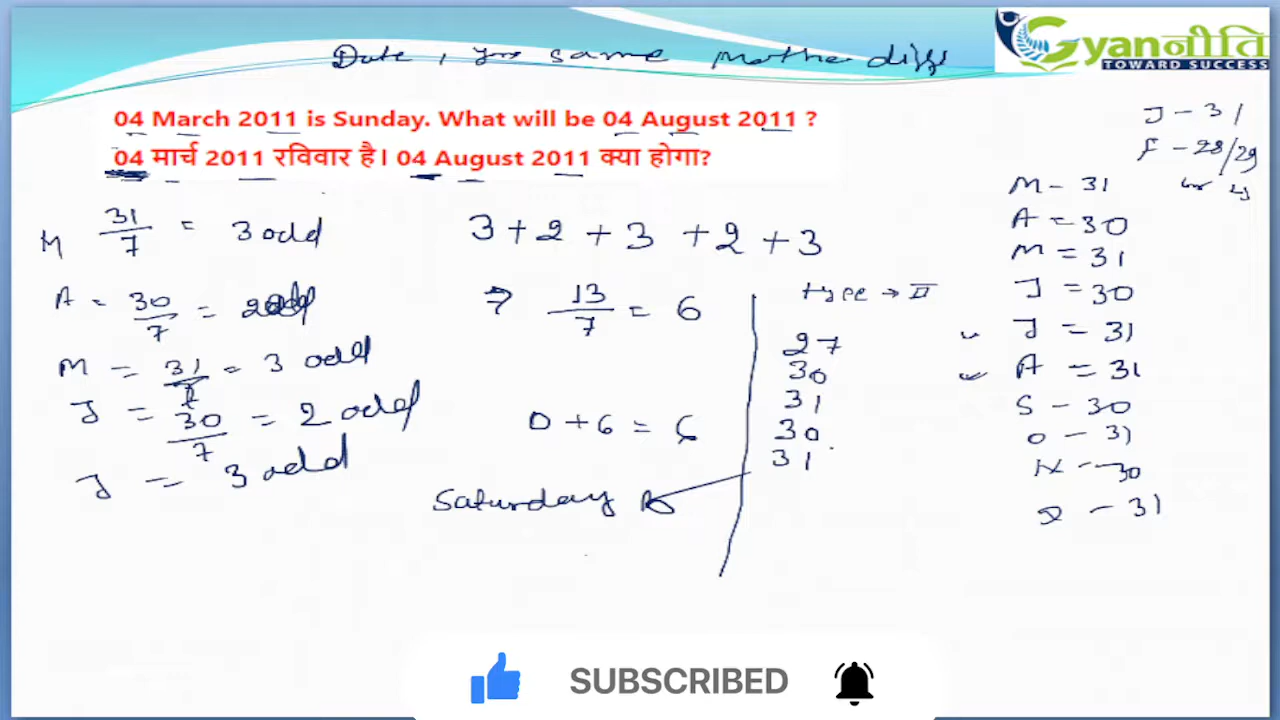 Date, same diff
Gyanनीति
TOWARD SUCCESS
04 March 2011 is Sunday. What will be 04 August 2011 ?
04 मार्च 2011 रविवार है। 04 August 2011 क्या होगा?
J - 31
F - 28/29
M - 31
A = 30
M = 31
J = 30
J = 31
A = 31
S - 30
O - 31
N - 30
D - 31
M 31/7 = 3 odd
A = 30/7 = 2 odd
M = 31/7 = 3 odd
J = 30/7 = 2 odd
J = 3 odd
3 + 2 + 3 + 2 + 3
⇒ 13/7 = 6
0 + 6 = 6
Saturday
type → II
27
30
31
30
31
SUBSCRIBED